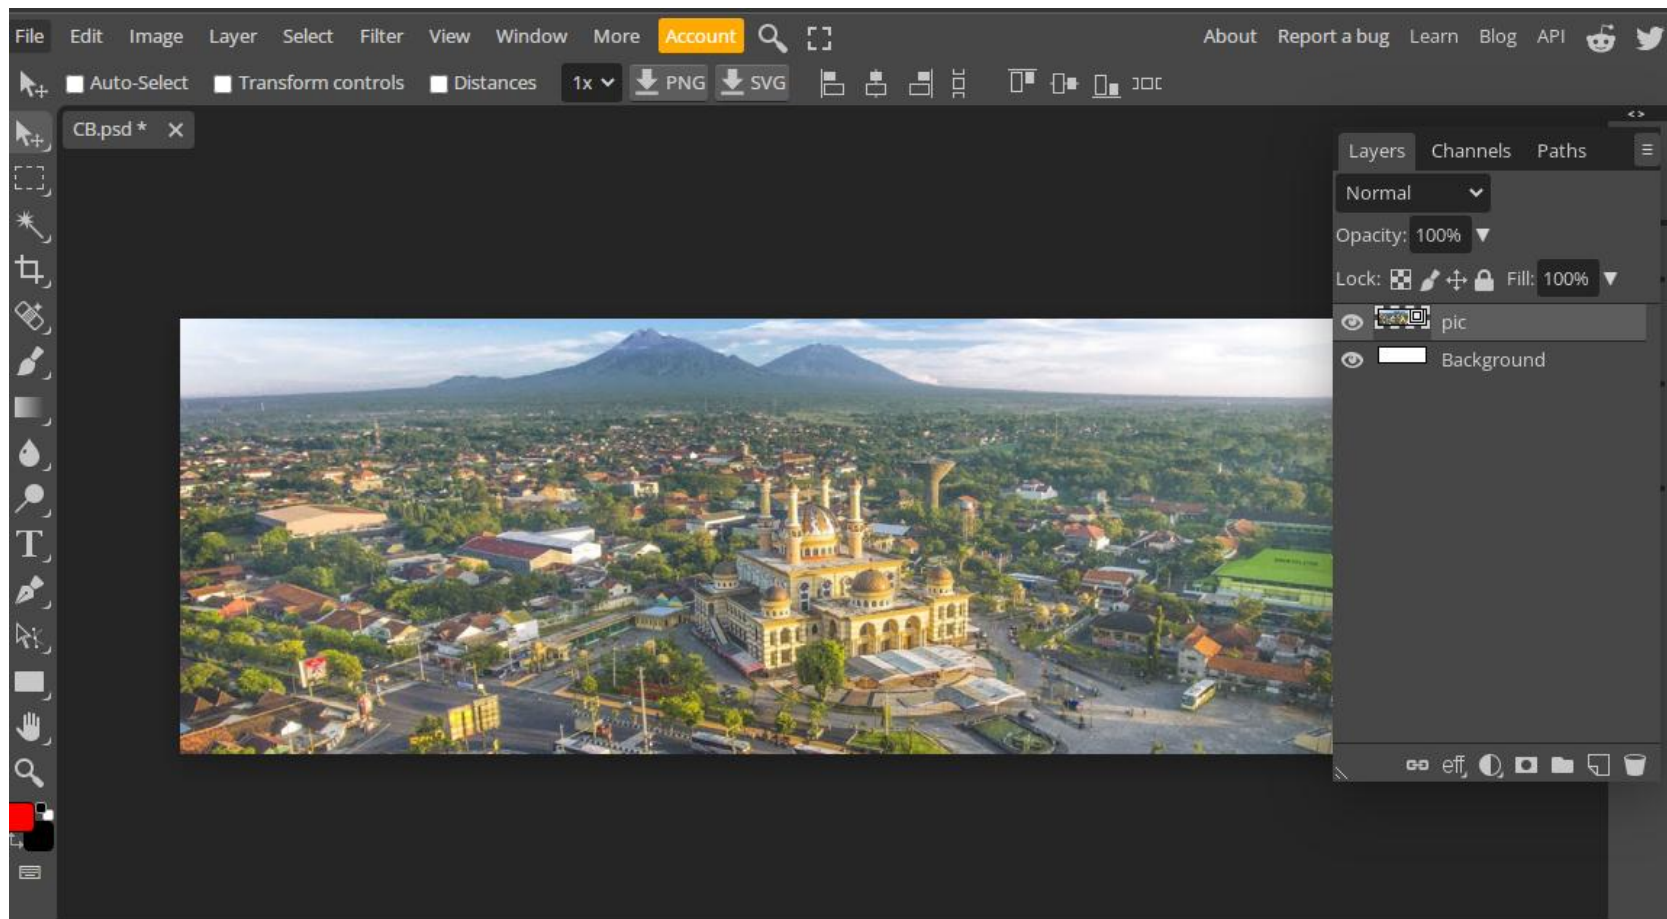 File Edit Image Layer Select Filter View Window More Account About Report a bug Learn Blog API
Auto-Select Transform controls Distances 1x PNG SVG
CB.psd *
Layers Channels Paths
Normal
Opacity: 100%
Lock: Fill: 100%
pic
Background
eff